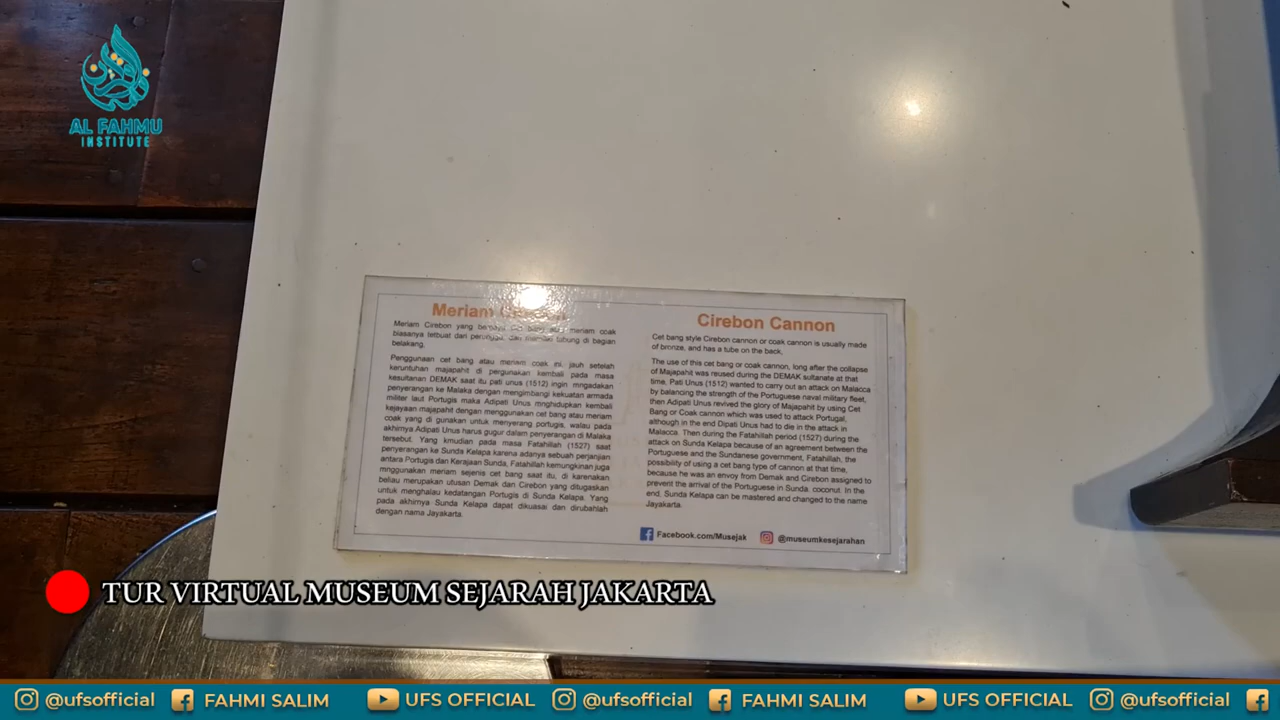 AL FAHMU
INSTITUTE
Meriam
Meriam Cirebon yang meriam coak
biasanya tebuat dari tabung di bagian
belakang,
Penggunaan cet bang atau meriam coek ini, jauh setelah
keruntuhan majapahit di pergunakan kembali pada masa
kesultanan DEMAK saat itu pati unus (1512) ingin mngadakan
penyerangan ke Malaka dengan mengimbangi kekuatan armada
militer laut Portugis maka Adipati Unus mnghidupkan kembali
kejayaan majapahit dengan menggunakan cet bang atau meriam
coak yang di gunakan untuk menyerang portugis, walau pada
akhirnya Adipati Unus harus gugur dalam penyerangan di Malaka
tersebut. Yang kmudian pada masa Fatahillah (1527) saat
penyerangan ke Sunda Kelapa karena adanya sebuah perjanjian
antara Portugis dan Kerajaan Sunda, Fatahillah kemungkinan juga
mnggunakan meriam sejenis cet bang saat itu, di karenakan
beliau merupakan utusan Demak dan Cirebon yang ditugaskan
untuk menghalau kedatangan Portugis di Sunda Kelapa. Yang
pada akhirnya Sunda Kelapa dapat dikuasai dan dirubahlah
dengan nama Jayakarta.
Cirebon Cannon
Cet bang style Cirebon cannon or coak cannon is usually made
of bronze, and has a tube on the back,
The use of this cet bang or coak cannon, long after the collapse
of Majapahit was reused during the DEMAK sultanate at that
time, Pati Unus (1512) wanted to carry out an attack on Malacca
by balancing the strength of the Portuguese naval military fleet,
then Adipati Unus revived the glory of Majapahit by using Cet
Bang or Coak cannon which was used to attack Portugal,
although in the end Dipati Unus had to die in the attack in
Malacca. Then during the Fatahillah period (1527) during the
attack on Sunda Kelapa because of an agreement between the
Portuguese and the Sundanese government, Fatahillah, the
possibility of using a cet bang type of cannon at that time,
because he was an envoy from Demak and Cirebon assigned to
prevent the arrival of the Portuguese in Sunda coconut. In the
end, Sunda Kelapa can be mastered and changed to the name
Jayakarta.
Facebook.com/Musejak @museumkesejarahan
TUR VIRTUAL MUSEUM SEJARAH JAKARTA
@ufsofficial FAHMI SALIM UFS OFFICIAL @ufsofficial FAHMI SALIM UFS OFFICIAL @ufsofficial